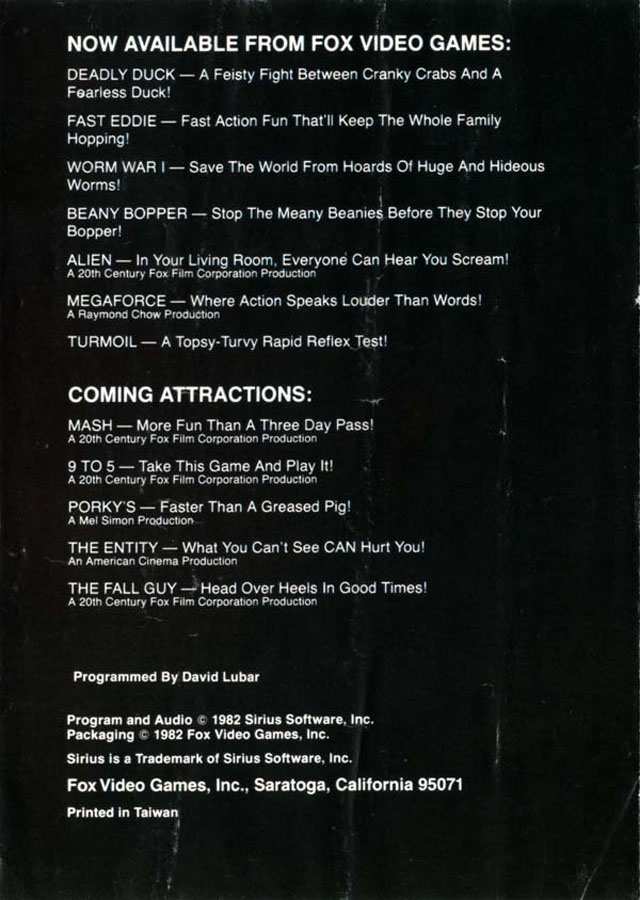 NOW AVAILABLE FROM FOX VIDEO GAMES:
DEADLY DUCK — A Feisty Fight Between Cranky Crabs And A
Fearless Duck!
FAST EDDIE — Fast Action Fun That'll Keep The Whole Family
Hopping!
WORM WAR I — Save The World From Hoards Of Huge And Hideous
Worms!
BEANY BOPPER — Stop The Meany Beanies Before They Stop Your
Bopper!
ALIEN — In Your Living Room, Everyone Can Hear You Scream!
A 20th Century Fox Film Corporation Production
MEGAFORCE — Where Action Speaks Louder Than Words!
A Raymond Chow Production
TURMOIL — A Topsy-Turvy Rapid Reflex Test!
COMING ATTRACTIONS:
MASH — More Fun Than A Three Day Pass!
A 20th Century Fox Film Corporation Production
9 TO 5 — Take This Game And Play It!
A 20th Century Fox Film Corporation Production
PORKY'S — Faster Than A Greased Pig!
A Mel Simon Production
THE ENTITY — What You Can't See CAN Hurt You!
An American Cinema Production
THE FALL GUY — Head Over Heels In Good Times!
A 20th Century Fox Film Corporation Production
Programmed By David Lubar
Program and Audio © 1982 Sirius Software, Inc.
Packaging © 1982 Fox Video Games, Inc.
Sirius is a Trademark of Sirius Software, Inc.
Fox Video Games, Inc., Saratoga, California 95071
Printed in Taiwan